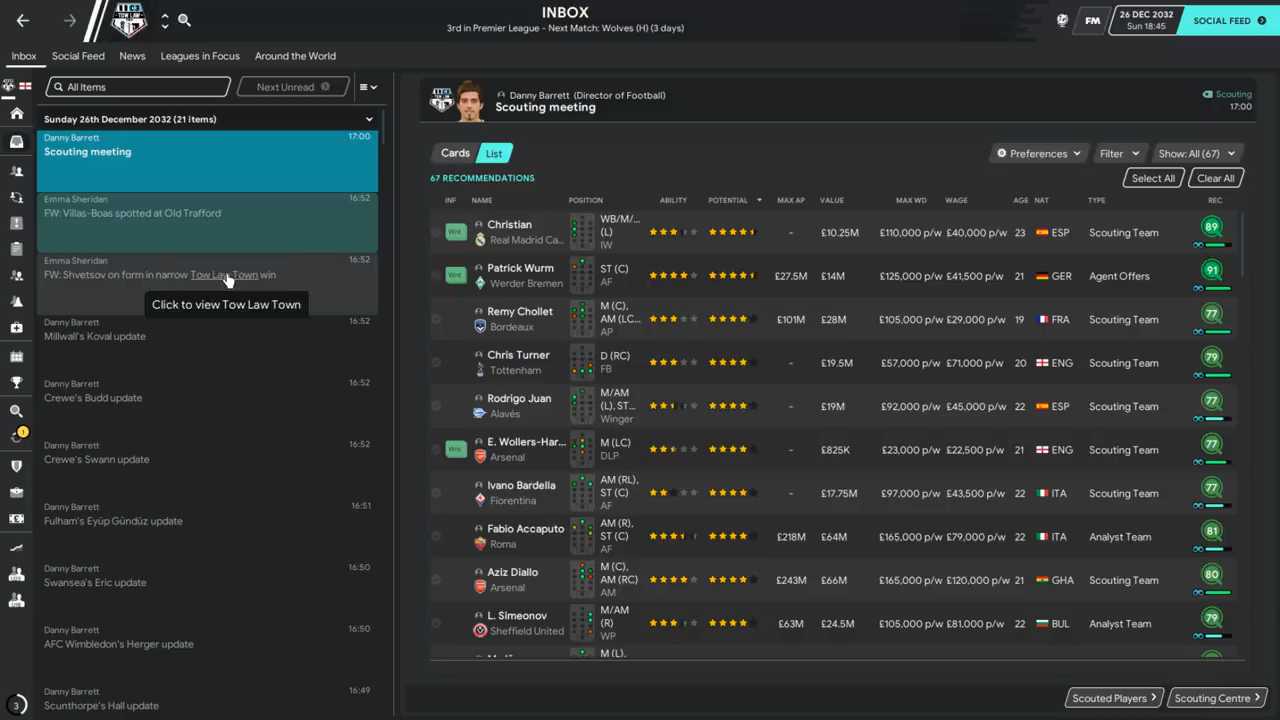 INBOX
3rd in Premier League - Next Match: Wolves (H) (3 days)
FM
26 DEC 2032
Sun 18:45
SOCIAL FEED
TOW LAW
Inbox Social Feed News Leagues in Focus Around the World
All Items
Next Unread
Sunday 26th December 2032 (21 items)
Danny Barrett 17:00
Scouting meeting
Emma Sheridan 16:52
FW: Villas-Boas spotted at Old Trafford
Emma Sheridan 16:52
FW: Shvetsov on form in narrow Tow Law Town win
Click to view Tow Law Town
Danny Barrett 16:52
Millwall's Koval update
Danny Barrett 16:52
Crewe's Budd update
Danny Barrett 16:52
Crewe's Swann update
Danny Barrett 16:51
Fulham's Eyüp Gündüz update
Danny Barrett 16:50
Swansea's Eric update
Danny Barrett 16:50
AFC Wimbledon's Herger update
Danny Barrett 16:49
Scunthorpe's Hall update
1
3
Danny Barrett (Director of Football)
Scouting meeting
Scouting
17:00
Cards List
Preferences Filter Show: All (67)
67 RECOMMENDATIONS
Select All Clear All
INF NAME POSITION ABILITY POTENTIAL MAX AP VALUE MAX WD WAGE AGE NAT TYPE REC
Wnt Christian Real Madrid Ca... WB/M/... (L) IW - £10.25M £110,000 p/w £40,000 p/w 23 ESP Scouting Team 89
Wnt Patrick Wurm Werder Bremen ST (C) AF £27.5M £14M £125,000 p/w £41,500 p/w 21 GER Agent Offers 91
Remy Chollet Bordeaux M (C), AM (LC... AP £101M £28M £105,000 p/w £29,000 p/w 19 FRA Scouting Team 77
Chris Turner Tottenham D (RC) FB - £19.5M £57,000 p/w £71,000 p/w 20 ENG Scouting Team 79
Rodrigo Juan Alavés M/AM (L), ST... Winger - £19M £92,000 p/w £45,000 p/w 22 ESP Scouting Team 77
Wnt E. Wollers-Har... Arsenal M (LC) DLP - £825K £23,000 p/w £22,500 p/w 21 ENG Scouting Team 77
Ivano Bardella Fiorentina AM (RL), ST (C) AF - £17.75M £97,000 p/w £43,500 p/w 22 ITA Scouting Team 77
Fabio Accaputo Roma AM (R), ST (C) AF £218M £64M £165,000 p/w £79,000 p/w 22 ITA Analyst Team 81
Aziz Diallo Arsenal M (C), AM (RC) AM £243M £66M £165,000 p/w £120,000 p/w 21 GHA Scouting Team 80
L. Simeonov Sheffield United M/AM (R) WP £63M £24.5M £105,000 p/w £81,000 p/w 22 BUL Analyst Team 79
M (L),
Scouted Players Scouting Centre